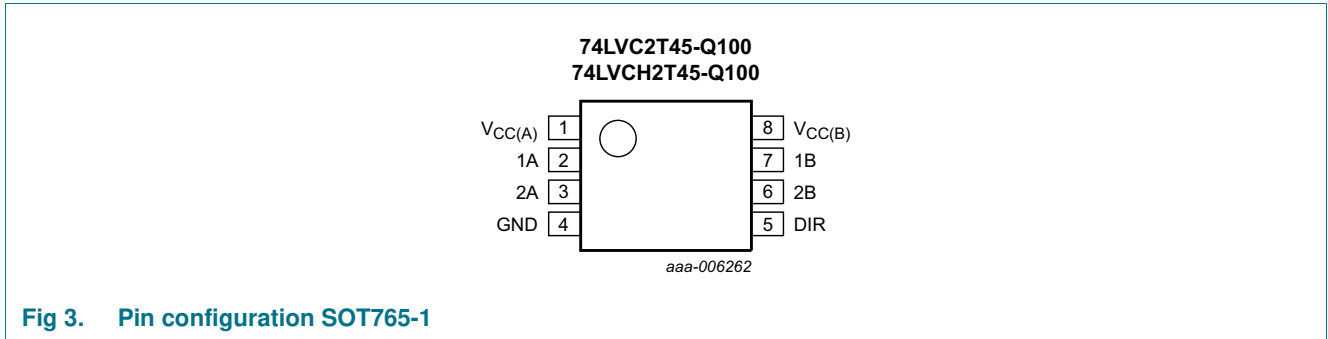 74LVC2T45-Q100
74LVCH2T45-Q100
VCC(A) 1 8 VCC(B)
1A 2 7 1B
2A 3 6 2B
GND 4 5 DIR
aaa-006262
Fig 3. Pin configuration SOT765-1